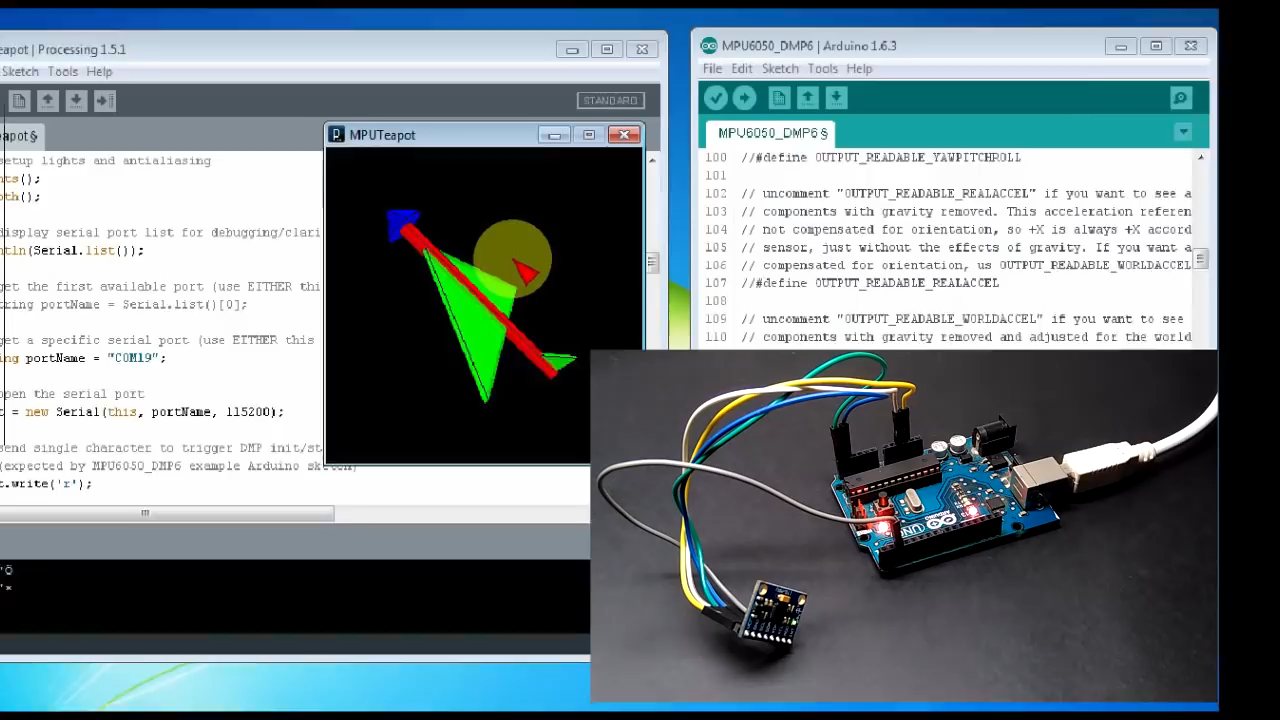 eapot | Processing 1.5.1
Sketch Tools Help
STANDARD
apot§
setup lights and antialiasing
hts();
oth();
display serial port list for debugging/clari
ntln(Serial.list());
get the first available port (use EITHER thi
tring portName = Serial.list()[0];
get a specific serial port (use EITHER this
ing portName = "COM19";
open the serial port
t = new Serial(this, portName, 115200);
send single character to trigger DMP init/st
(expected by MPU6050_DMP6 example Arduino sketch)
t.write('r');
MPUTeapot
MPU6050_DMP6 | Arduino 1.6.3
File Edit Sketch Tools Help
MPU6050_DMP6 §
100 //#define OUTPUT_READABLE_YAWPITCHROLL
101
102 // uncomment "OUTPUT_READABLE_REALACCEL" if you want to see a
103 // components with gravity removed. This acceleration referen
104 // not compensated for orientation, so +X is always +X accord
105 // sensor, just without the effects of gravity. If you want a
106 // compensated for orientation, us OUTPUT_READABLE_WORLDACCEL
107 //#define OUTPUT_READABLE_REALACCEL
108
109 // uncomment "OUTPUT_READABLE_WORLDACCEL" if you want to see
110 // components with gravity removed and adjusted for the world
UNO
ARDUINO